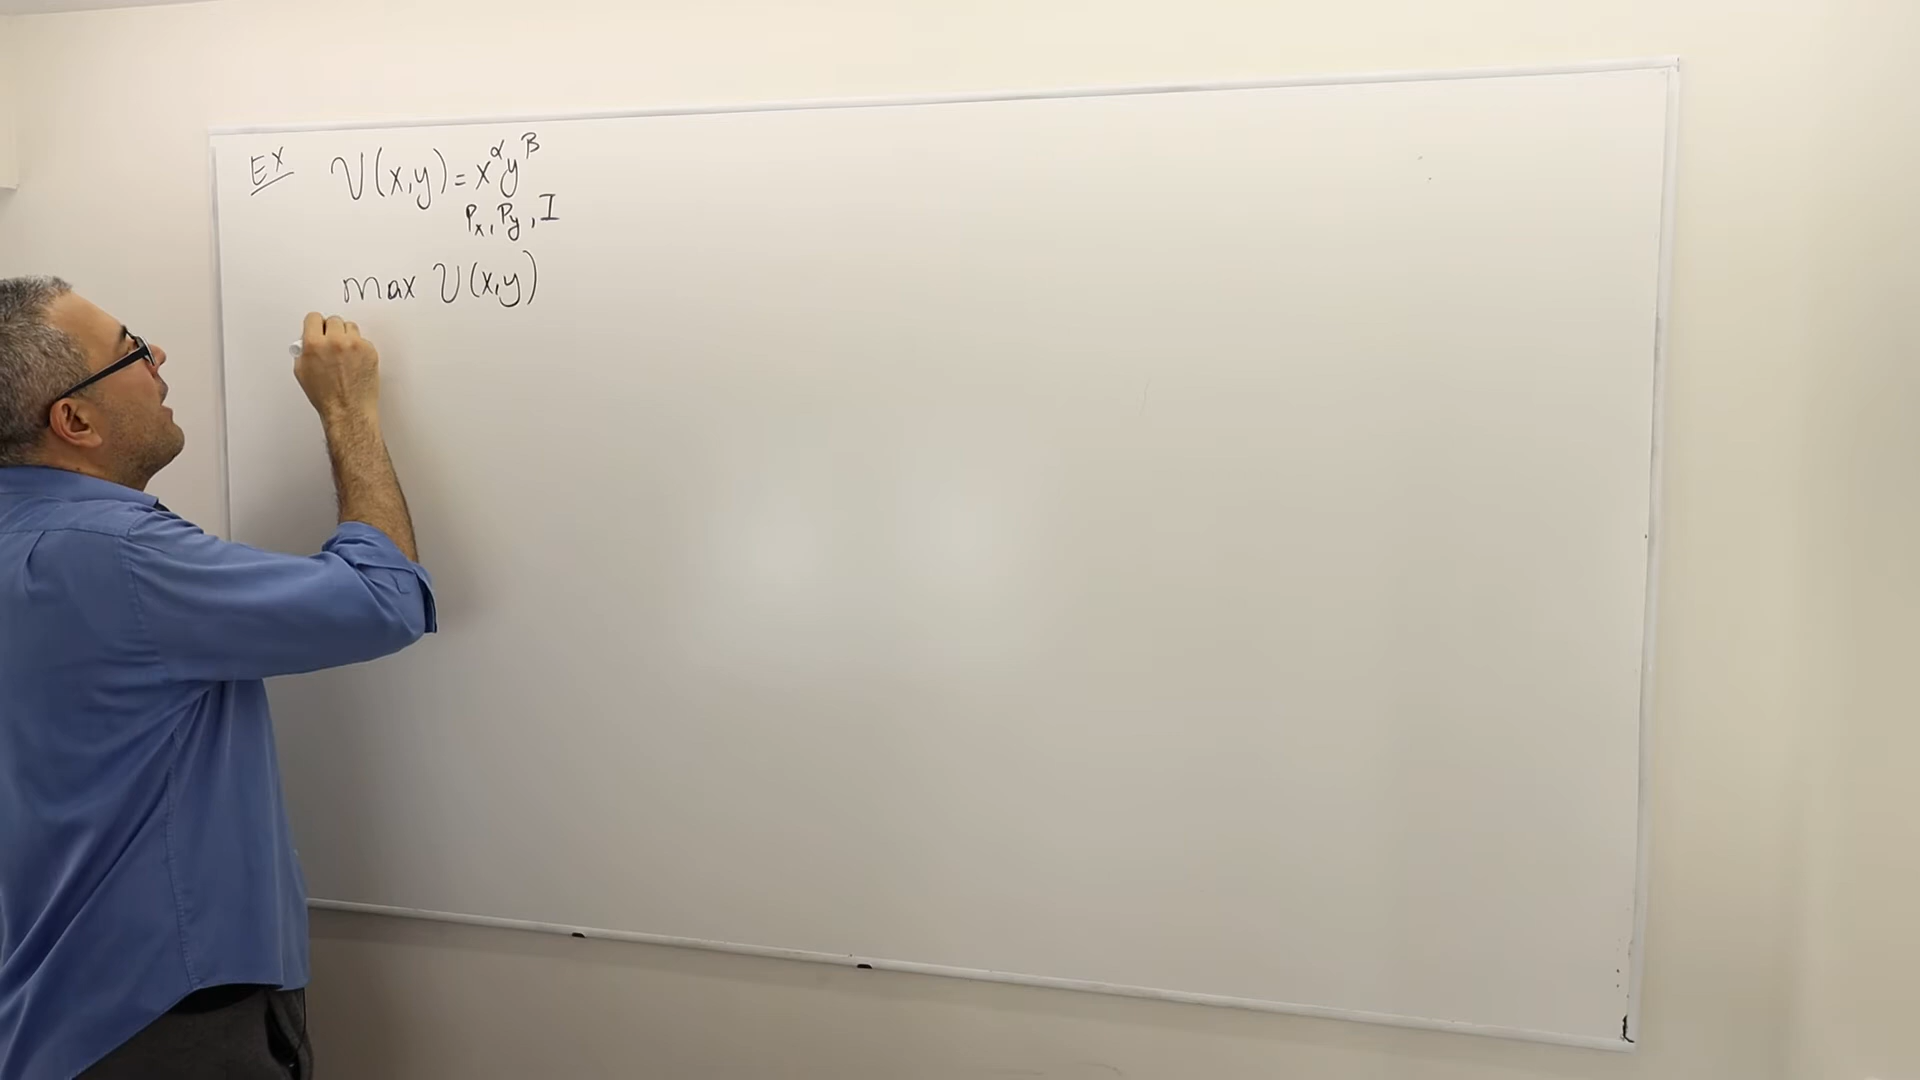 EX U(x,y) = x^α y^β
Px, Py, I
max U(x,y)